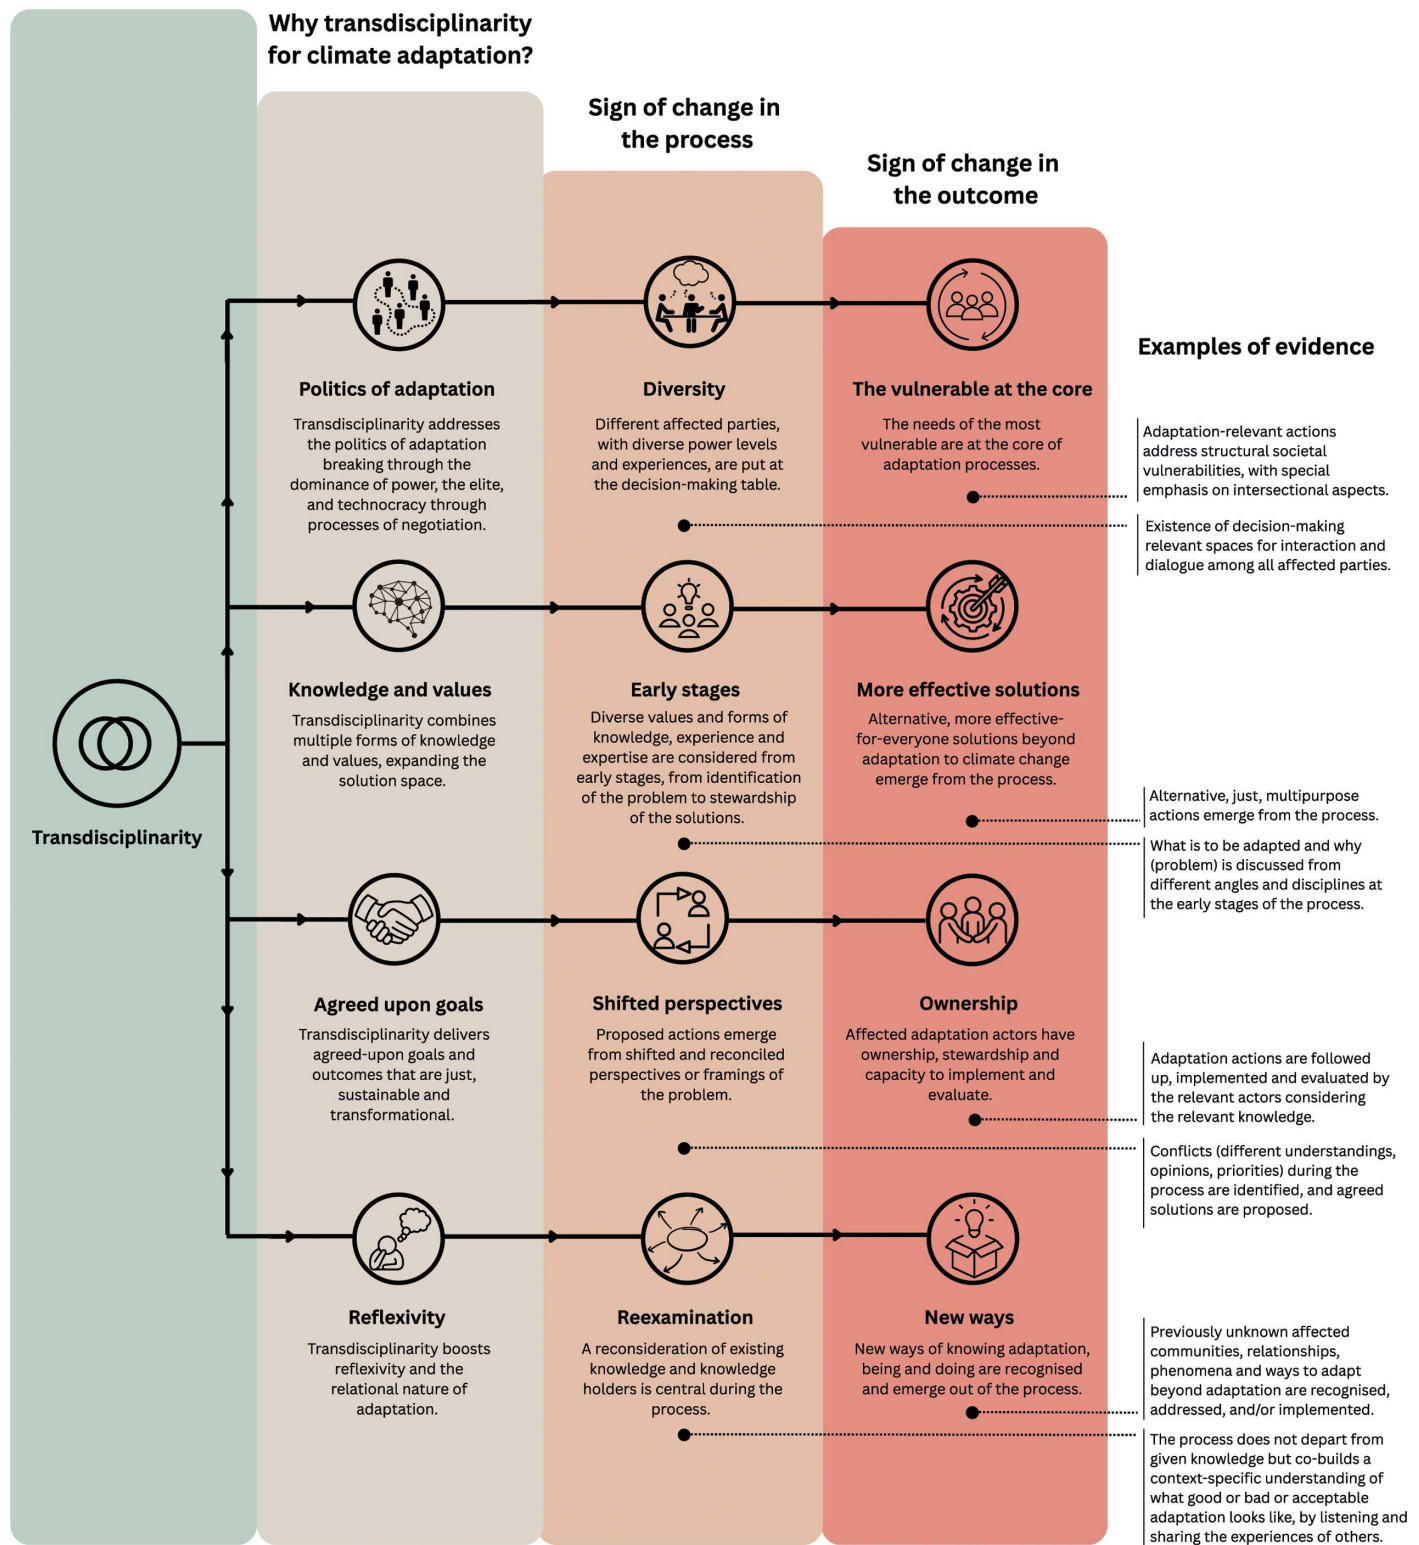 Why transdisciplinarity
for climate adaptation?
Sign of change in
the process
Sign of change in
the outcome
Examples of evidence
Transdisciplinarity
Politics of adaptation
Transdisciplinarity addresses
the politics of adaptation
breaking through the
dominance of power, the elite,
and technocracy through
processes of negotiation.
Diversity
Different affected parties,
with diverse power levels
and experiences, are put at
the decision-making table.
The vulnerable at the core
The needs of the most
vulnerable are at the core of
adaptation processes.
Adaptation-relevant actions
address structural societal
vulnerabilities, with special
emphasis on intersectional aspects.
Existence of decision-making
relevant spaces for interaction and
dialogue among all affected parties.
Knowledge and values
Transdisciplinarity combines
multiple forms of knowledge
and values, expanding the
solution space.
Early stages
Diverse values and forms of
knowledge, experience and
expertise are considered from
early stages, from identification
of the problem to stewardship
of the solutions.
More effective solutions
Alternative, more effective-
for-everyone solutions beyond
adaptation to climate change
emerge from the process.
Alternative, just, multipurpose
actions emerge from the process.
What is to be adapted and why
(problem) is discussed from
different angles and disciplines at
the early stages of the process.
Agreed upon goals
Transdisciplinarity delivers
agreed-upon goals and
outcomes that are just,
sustainable and
transformational.
Shifted perspectives
Proposed actions emerge
from shifted and reconciled
perspectives or framings of
the problem.
Ownership
Affected adaptation actors have
ownership, stewardship and
capacity to implement and
evaluate.
Adaptation actions are followed
up, implemented and evaluated by
the relevant actors considering
the relevant knowledge.
Conflicts (different understandings,
opinions, priorities) during the
process are identified, and agreed
solutions are proposed.
Reflexivity
Transdisciplinarity boosts
reflexivity and the
relational nature of
adaptation.
Reexamination
A reconsideration of existing
knowledge and knowledge
holders is central during the
process.
New ways
New ways of knowing adaptation,
being and doing are recognised
and emerge out of the process.
Previously unknown affected
communities, relationships,
phenomena and ways to adapt
beyond adaptation are recognised,
addressed, and/or implemented.
The process does not depart from
given knowledge but co-builds a
context-specific understanding of
what good or bad or acceptable
adaptation looks like, by listening and
sharing the experiences of others.